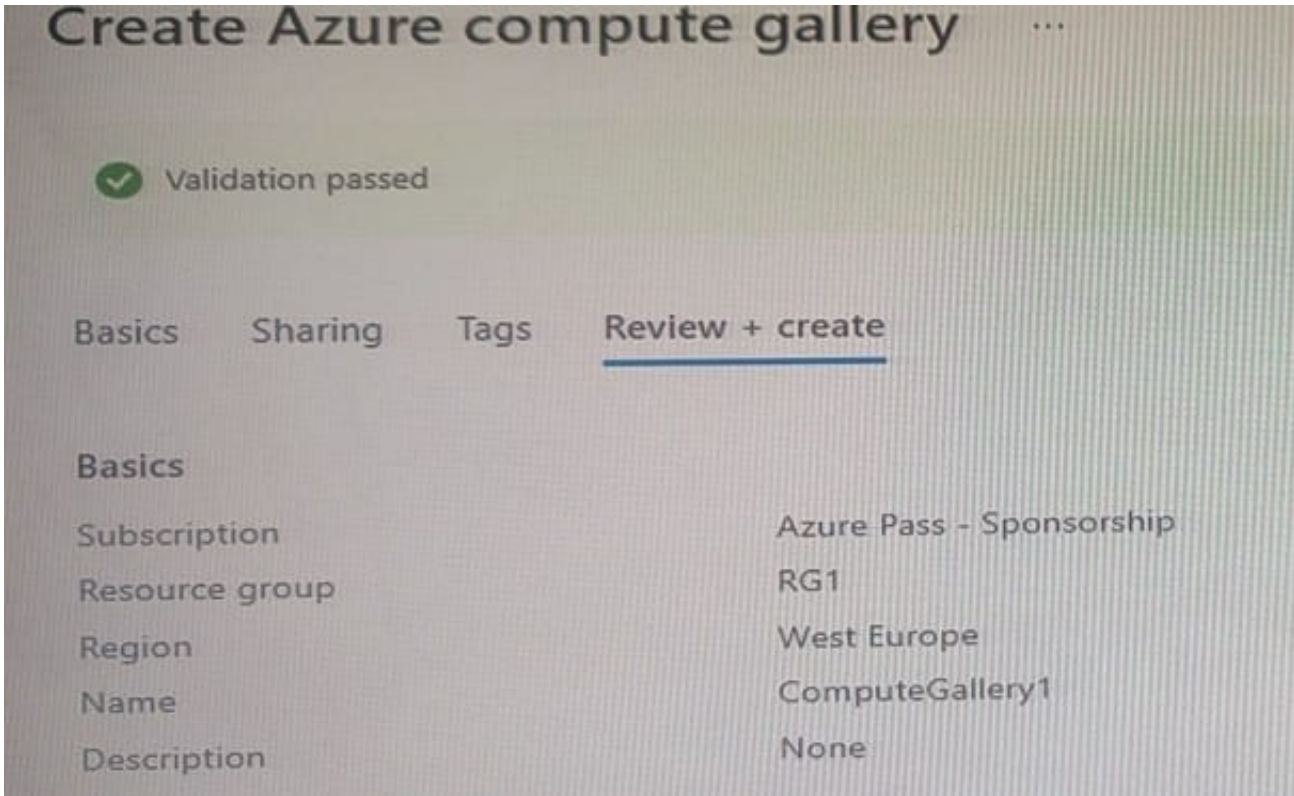 Create Azure compute gallery ...
Validation passed
Basics Sharing Tags Review + create
Basics
Subscription Azure Pass - Sponsorship
Resource group RG1
Region West Europe
Name ComputeGallery1
Description None